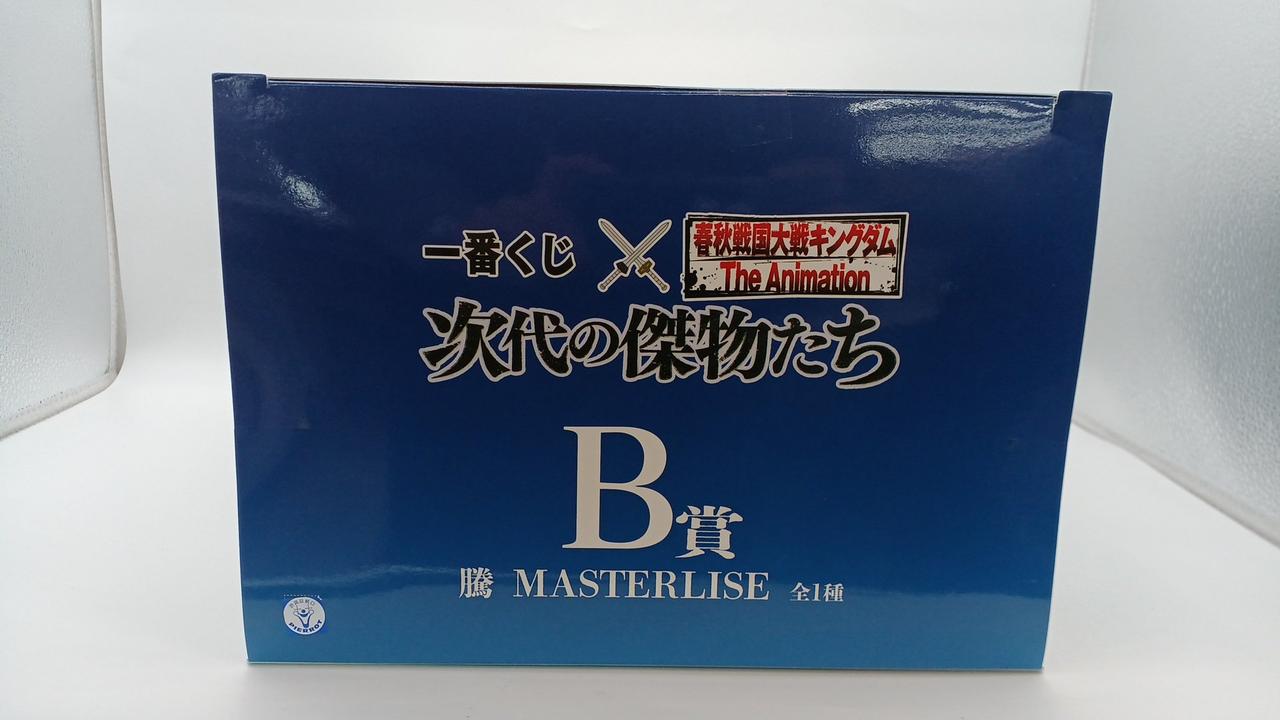 一番くじ
春秋戦国大戦キングダム
The Animation
次代の傑物たち
B賞
騰 MASTERLISE 全1種
PIERROT